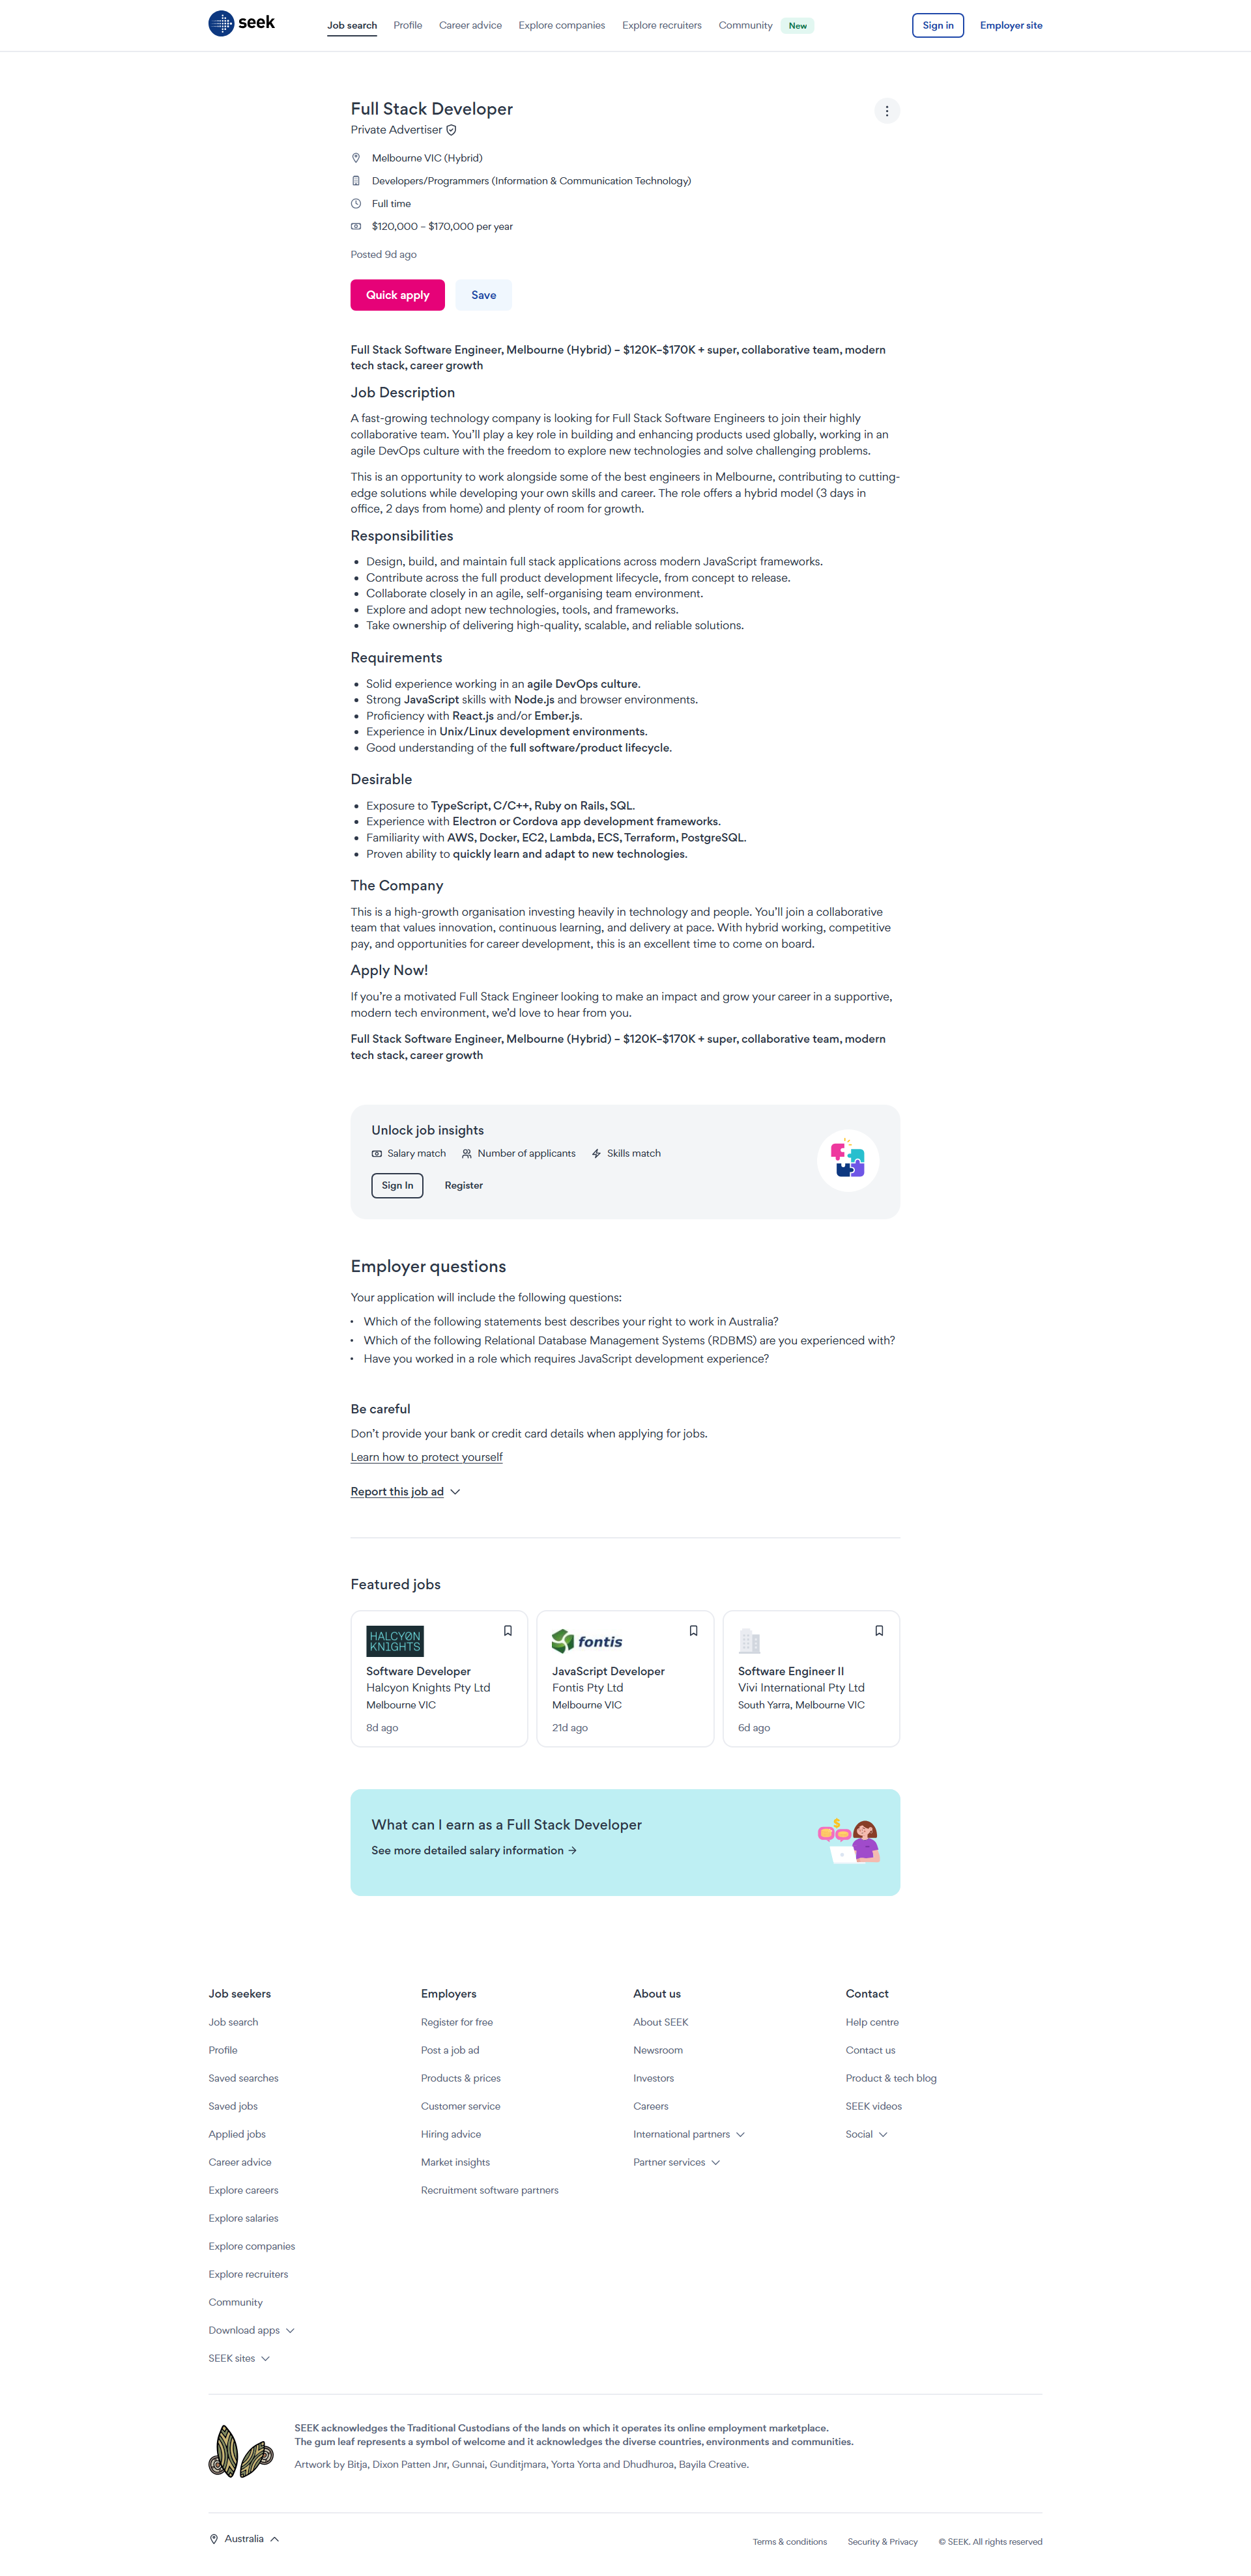 seek
Job search
Profile
Career advice
Explore companies
Explore recruiters
Community
New
Sign in
Employer site
Full Stack Developer
Private Advertiser
Melbourne VIC (Hybrid)
Developers/Programmers (Information & Communication Technology)
Full time
$120,000 – $170,000 per year
Posted 9d ago
Quick apply
Save
Full Stack Software Engineer, Melbourne (Hybrid) – $120K–$170K + super, collaborative team, modern
tech stack, career growth
Job Description
A fast-growing technology company is looking for Full Stack Software Engineers to join their highly
collaborative team. You'll play a key role in building and enhancing products used globally, working in an
agile DevOps culture with the freedom to explore new technologies and solve challenging problems.
This is an opportunity to work alongside some of the best engineers in Melbourne, contributing to cutting-
edge solutions while developing your own skills and career. The role offers a hybrid model (3 days in
office, 2 days from home) and plenty of room for growth.
Responsibilities
• Design, build, and maintain full stack applications across modern JavaScript frameworks.
• Contribute across the full product development lifecycle, from concept to release.
• Collaborate closely in an agile, self-organising team environment.
• Explore and adopt new technologies, tools, and frameworks.
• Take ownership of delivering high-quality, scalable, and reliable solutions.
Requirements
• Solid experience working in an agile DevOps culture.
• Strong JavaScript skills with Node.js and browser environments.
• Proficiency with React.js and/or Ember.js.
• Experience in Unix/Linux development environments.
• Good understanding of the full software/product lifecycle.
Desirable
• Exposure to TypeScript, C/C++, Ruby on Rails, SQL.
• Experience with Electron or Cordova app development frameworks.
• Familiarity with AWS, Docker, EC2, Lambda, ECS, Terraform, PostgreSQL.
• Proven ability to quickly learn and adapt to new technologies.
The Company
This is a high-growth organisation investing heavily in technology and people. You'll join a collaborative
team that values innovation, continuous learning, and delivery at pace. With hybrid working, competitive
pay, and opportunities for career development, this is an excellent time to come on board.
Apply Now!
If you're a motivated Full Stack Engineer looking to make an impact and grow your career in a supportive,
modern tech environment, we'd love to hear from you.
Full Stack Software Engineer, Melbourne (Hybrid) – $120K–$170K + super, collaborative team, modern
tech stack, career growth
Unlock job insights
Salary match
Number of applicants
Skills match
Sign In
Register
Employer questions
Your application will include the following questions:
• Which of the following statements best describes your right to work in Australia?
• Which of the following Relational Database Management Systems (RDBMS) are you experienced with?
• Have you worked in a role which requires JavaScript development experience?
Be careful
Don't provide your bank or credit card details when applying for jobs.
Learn how to protect yourself
Report this job ad
Featured jobs
HALCYON
KNIGHTS
Software Developer
Halcyon Knights Pty Ltd
Melbourne VIC
8d ago
fontis
JavaScript Developer
Fontis Pty Ltd
Melbourne VIC
21d ago
Software Engineer II
Vivi International Pty Ltd
South Yarra, Melbourne VIC
6d ago
What can I earn as a Full Stack Developer
See more detailed salary information →
$
Job seekers
Job search
Profile
Saved searches
Saved jobs
Applied jobs
Career advice
Explore careers
Explore salaries
Explore companies
Explore recruiters
Community
Download apps
SEEK sites
Employers
Register for free
Post a job ad
Products & prices
Customer service
Hiring advice
Market insights
Recruitment software partners
About us
About SEEK
Newsroom
Investors
Careers
International partners
Partner services
Contact
Help centre
Contact us
Product & tech blog
SEEK videos
Social
SEEK acknowledges the Traditional Custodians of the lands on which it operates its online employment marketplace.
The gum leaf represents a symbol of welcome and it acknowledges the diverse countries, environments and communities.
Artwork by Bitja, Dixon Patten Jnr, Gunnai, Gunditjmara, Yorta Yorta and Dhudhuroa, Bayila Creative.
Australia
Terms & conditions
Security & Privacy
© SEEK. All rights reserved